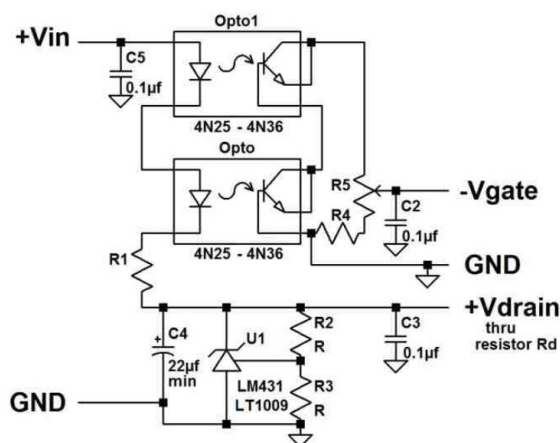 Opto1
+Vin
C5
0.1µf
4N25 - 4N36
Opto
R5
-Vgate
R4
C2
0.1µf
4N25 - 4N36
R1
GND
+Vdrain
thru
resistor Rd
C4
+
22µf
min
U1
R2
R
C3
0.1µf
LM431
LT1009
R3
R
GND